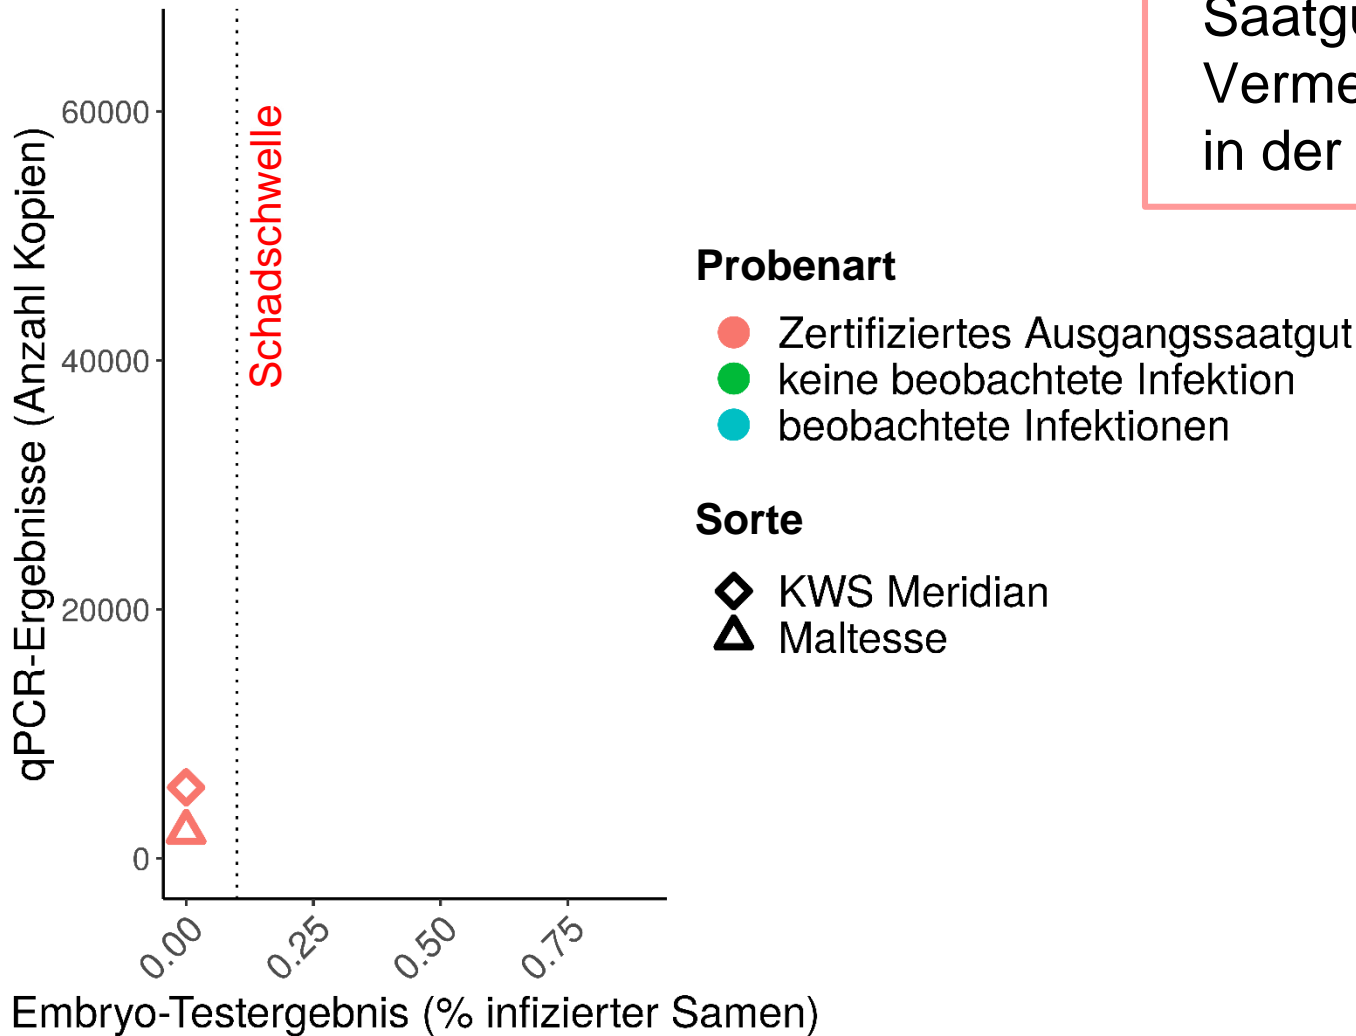 Saatgu
Verme
in der
qPCR-Ergebnisse (Anzahl Kopien)
60000
40000
20000
0
Schadschwelle
0.00
0.25
0.50
0.75
Embryo-Testergebnis (% infizierter Samen)
Probenart
Zertifiziertes Ausgangssaatgut
keine beobachtete Infektion
beobachtete Infektionen
Sorte
KWS Meridian
Maltesse